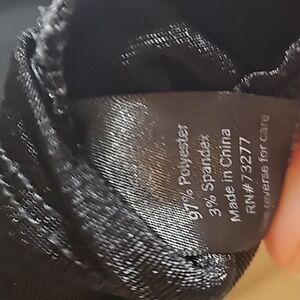 97% Polyester
3% Spandex
Made in China
RN# 73277
reverse for care